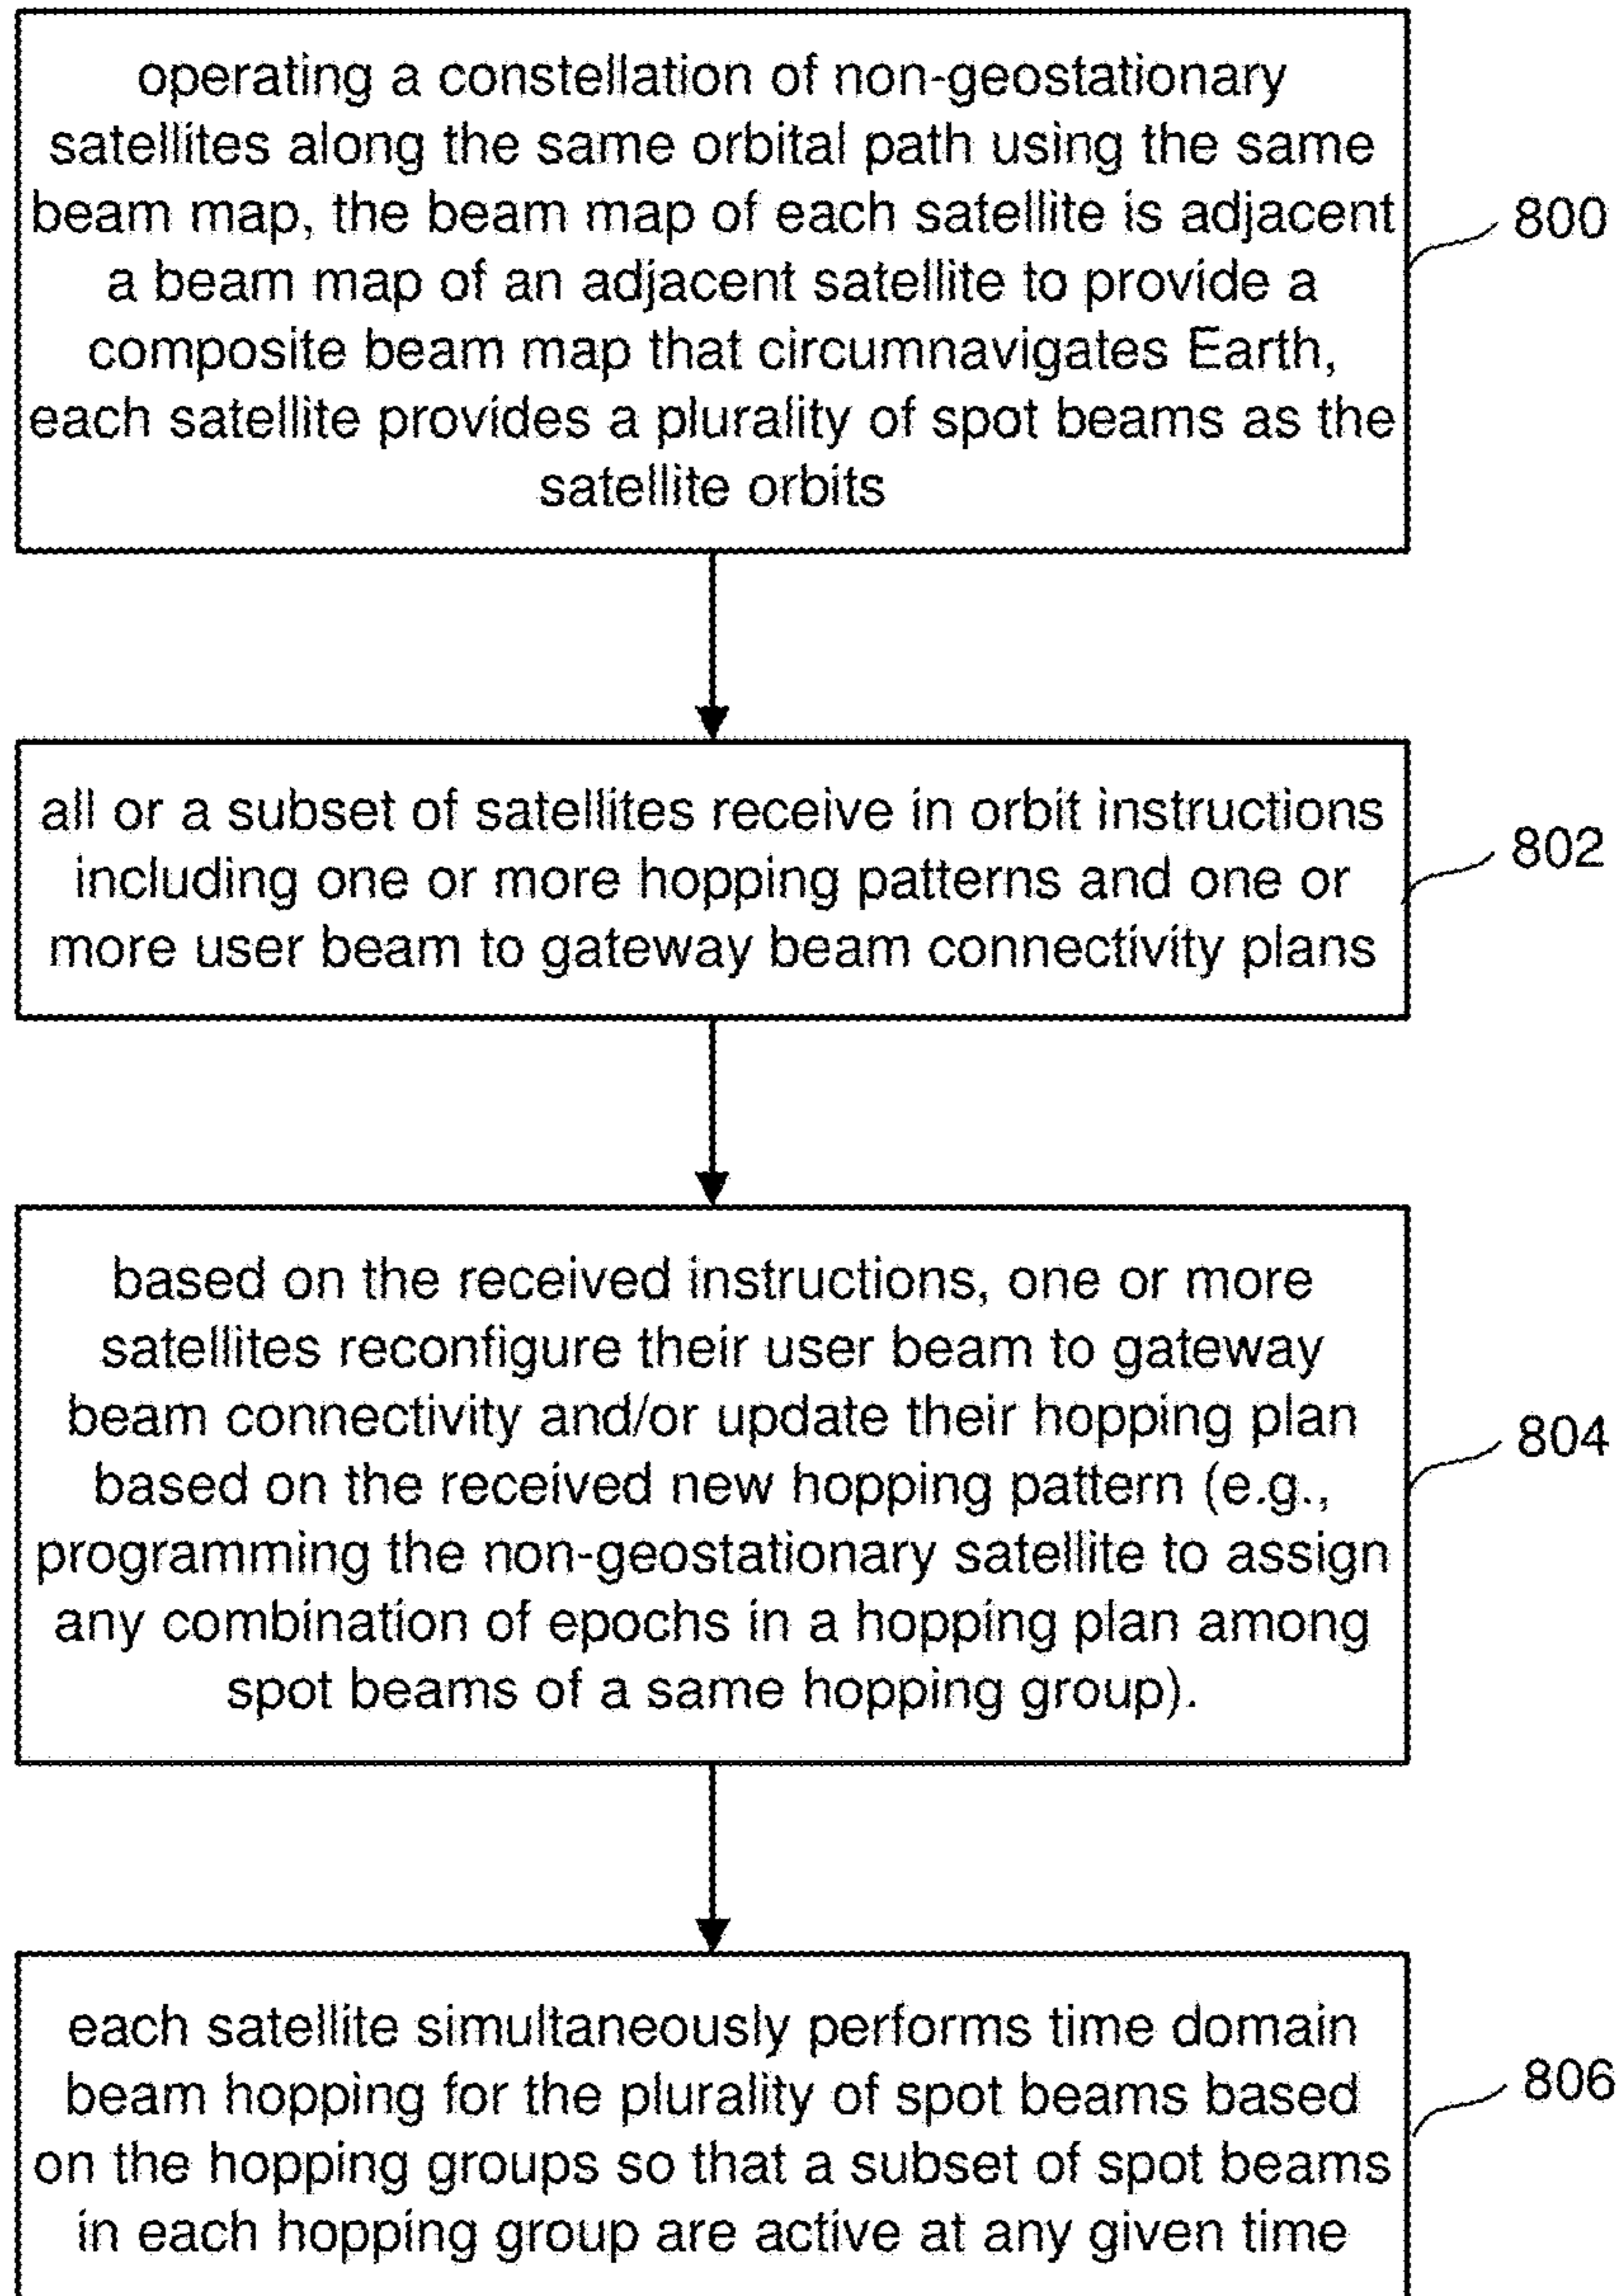 operating a constellation of non-geostationary
satellites along the same orbital path using the same
beam map, the beam map of each satellite is adjacent
a beam map of an adjacent satellite to provide a
composite beam map that circumnavigates Earth,
each satellite provides a plurality of spot beams as the
satellite orbits
800
all or a subset of satellites receive in orbit instructions
including one or more hopping patterns and one or
more user beam to gateway beam connectivity plans
802
based on the received instructions, one or more
satellites reconfigure their user beam to gateway
beam connectivity and/or update their hopping plan
based on the received new hopping pattern (e.g.,
programming the non-geostationary satellite to assign
any combination of epochs in a hopping plan among
spot beams of a same hopping group).
804
each satellite simultaneously performs time domain
beam hopping for the plurality of spot beams based
on the hopping groups so that a subset of spot beams
in each hopping group are active at any given time
806